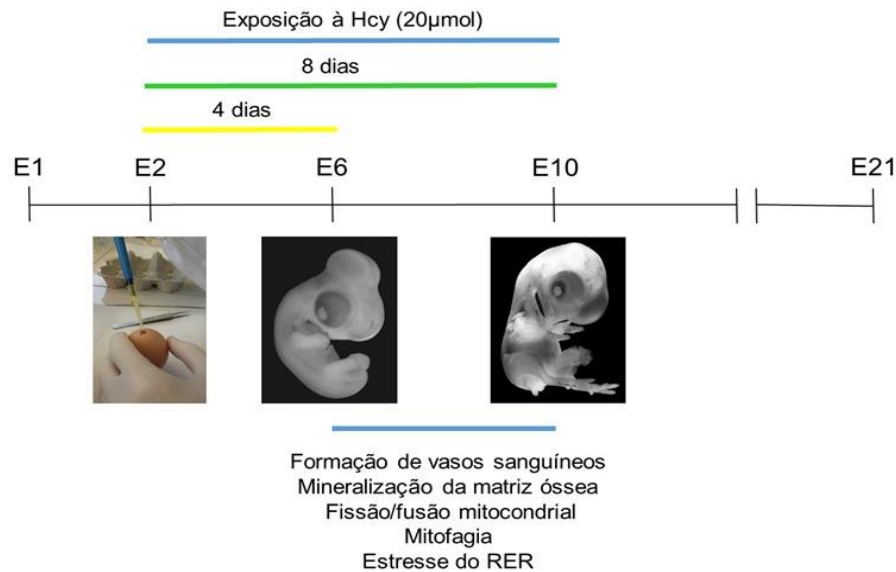 Exposição à Hcy (20µmol)
8 dias
4 dias
E1 E2 E6 E10 E21
Formação de vasos sanguíneos
Mineralização da matriz óssea
Fissão/fusão mitocondrial
Mitofagia
Estresse do RER